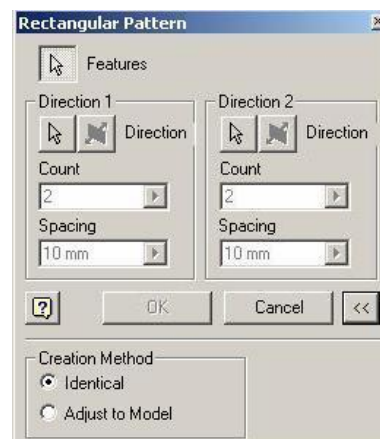 Rectangular Pattern
Features
Direction 1
Direction
Count
2
Spacing
10 mm
Direction 2
Direction
Count
2
Spacing
10 mm
OK
Cancel
<<
Creation Method
Identical
Adjust to Model